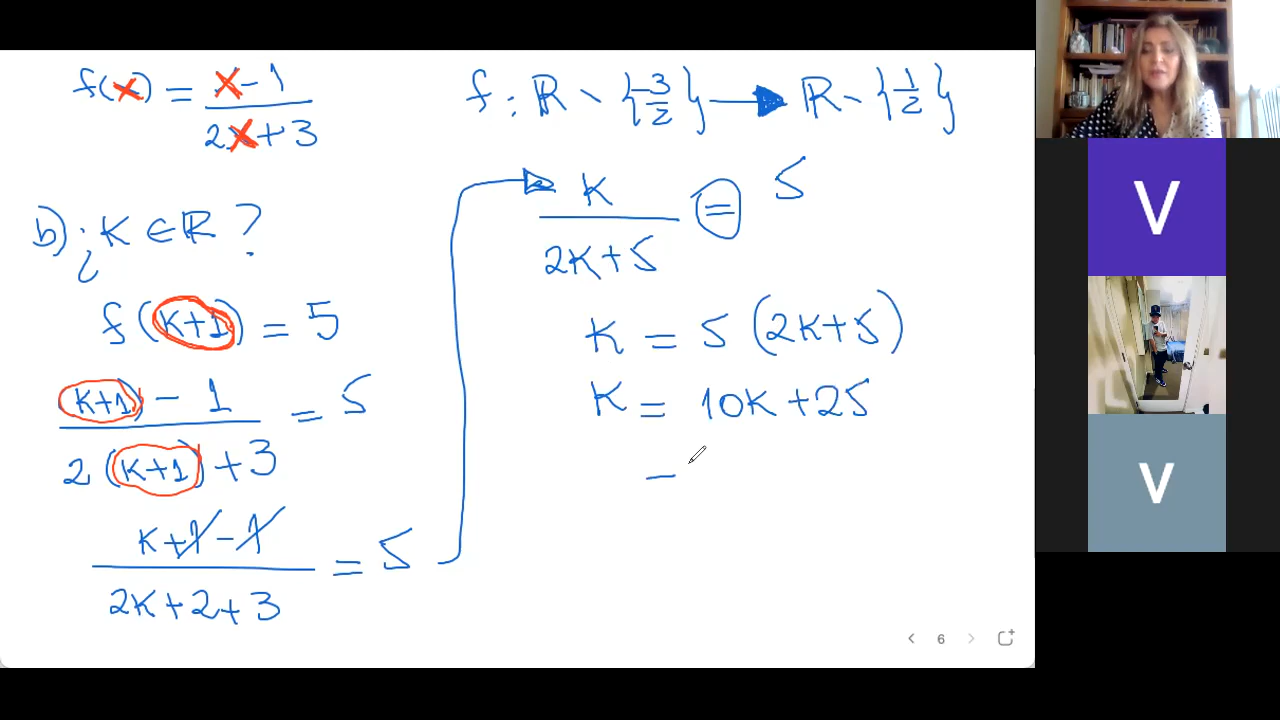 f(x) = x-1 / 2x+3
f : ℝ \ {-3/2} → ℝ - {1/2}
b) ¿K ∈ ℝ ?
f(K+1) = 5
(K+1) - 1 / 2(K+1) + 3 = 5
K+1-1 / 2K+2+3 = 5
K / 2K+5 = 5
K = 5(2K+5)
K = 10K+25
-
< 6 >
V
V